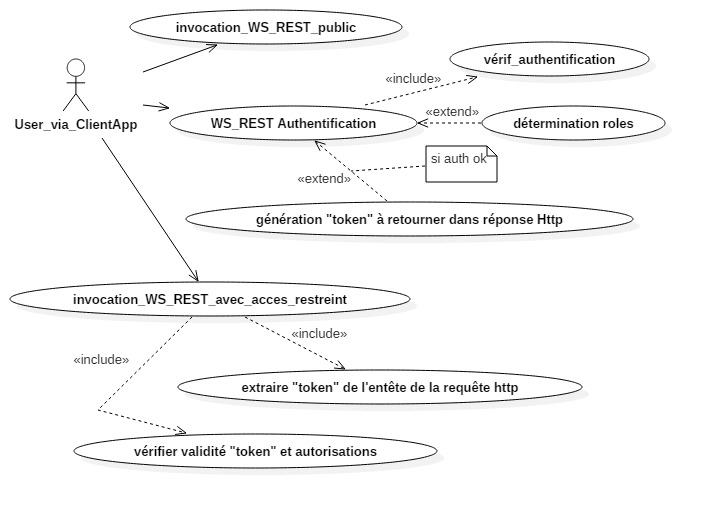 invocation_WS_REST_public
vérif_authentification
«include»
User_via_ClientApp
WS_REST Authentification
«extend»
détermination roles
si auth ok
«extend»
génération "token" à retourner dans réponse Http
invocation_WS_REST_avec_acces_restreint
«include»
«include»
extraire "token" de l'entête de la requête http
vérifier validité "token" et autorisations